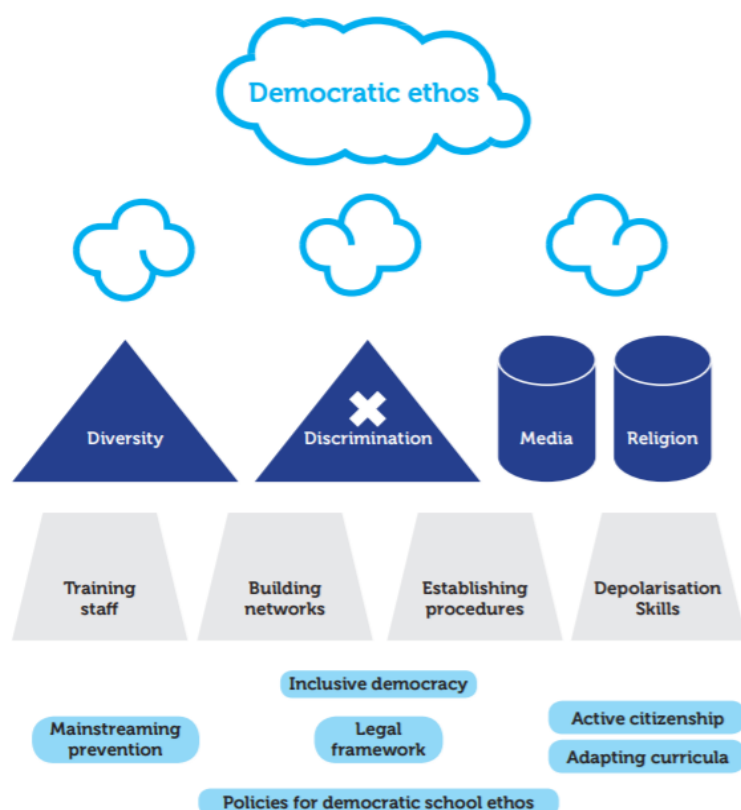 Democratic ethos
Diversity
Discrimination
Media
Religion
Training
staff
Building
networks
Establishing
procedures
Depolarisation
Skills
Inclusive democracy
Mainstreaming
prevention
Legal
framework
Active citizenship
Adapting curricula
Policies for democratic school ethos